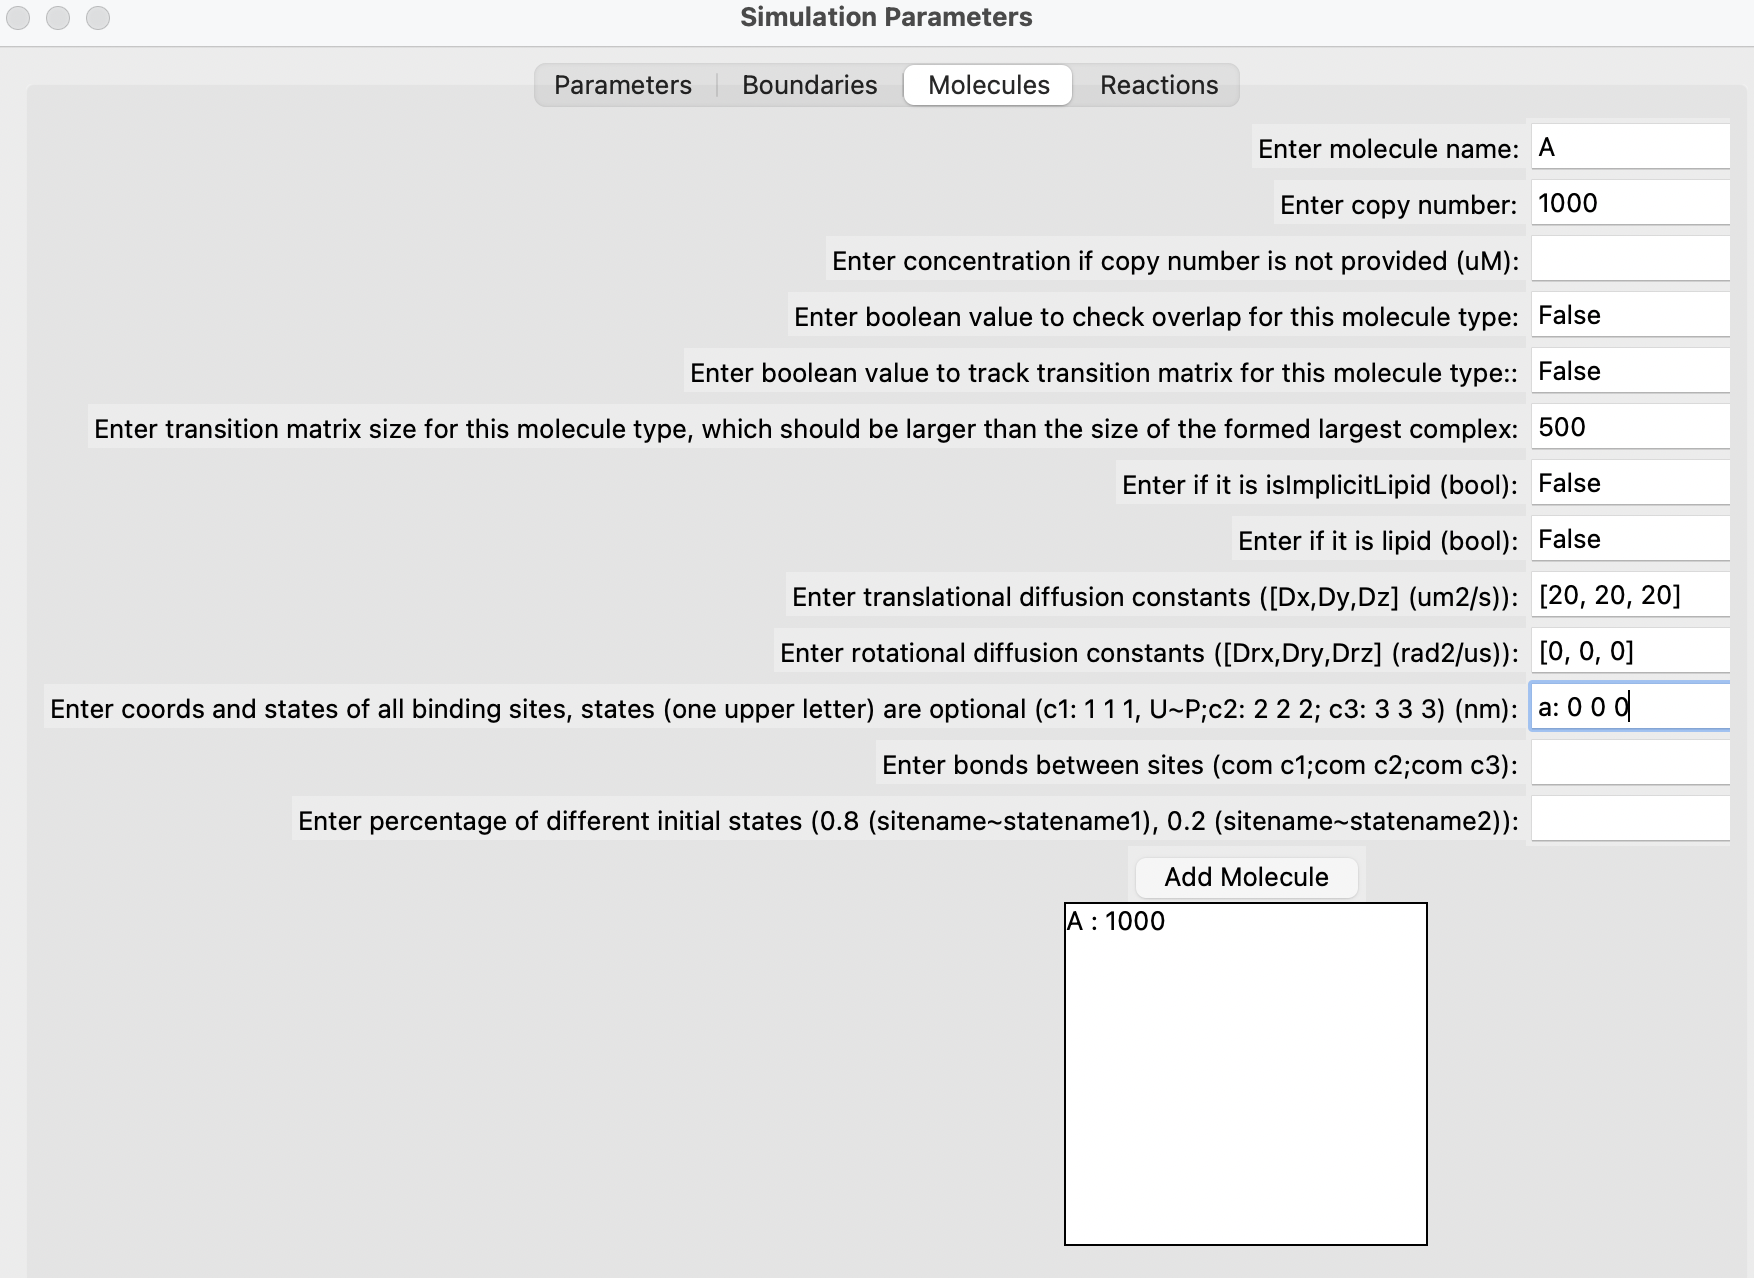 Simulation Parameters
Parameters Boundaries Molecules Reactions
Enter molecule name: A
Enter copy number: 1000
Enter concentration if copy number is not provided (uM):
Enter boolean value to check overlap for this molecule type: False
Enter boolean value to track transition matrix for this molecule type:: False
Enter transition matrix size for this molecule type, which should be larger than the size of the formed largest complex: 500
Enter if it is isImplicitLipid (bool): False
Enter if it is lipid (bool): False
Enter translational diffusion constants ([Dx,Dy,Dz] (um2/s)): [20, 20, 20]
Enter rotational diffusion constants ([Drx,Dry,Drz] (rad2/us)): [0, 0, 0]
Enter coords and states of all binding sites, states (one upper letter) are optional (c1: 1 1 1, U~P;c2: 2 2 2; c3: 3 3 3) (nm): a: 0 0 0
Enter bonds between sites (com c1;com c2;com c3):
Enter percentage of different initial states (0.8 (sitename~statename1), 0.2 (sitename~statename2)):
Add Molecule
A : 1000